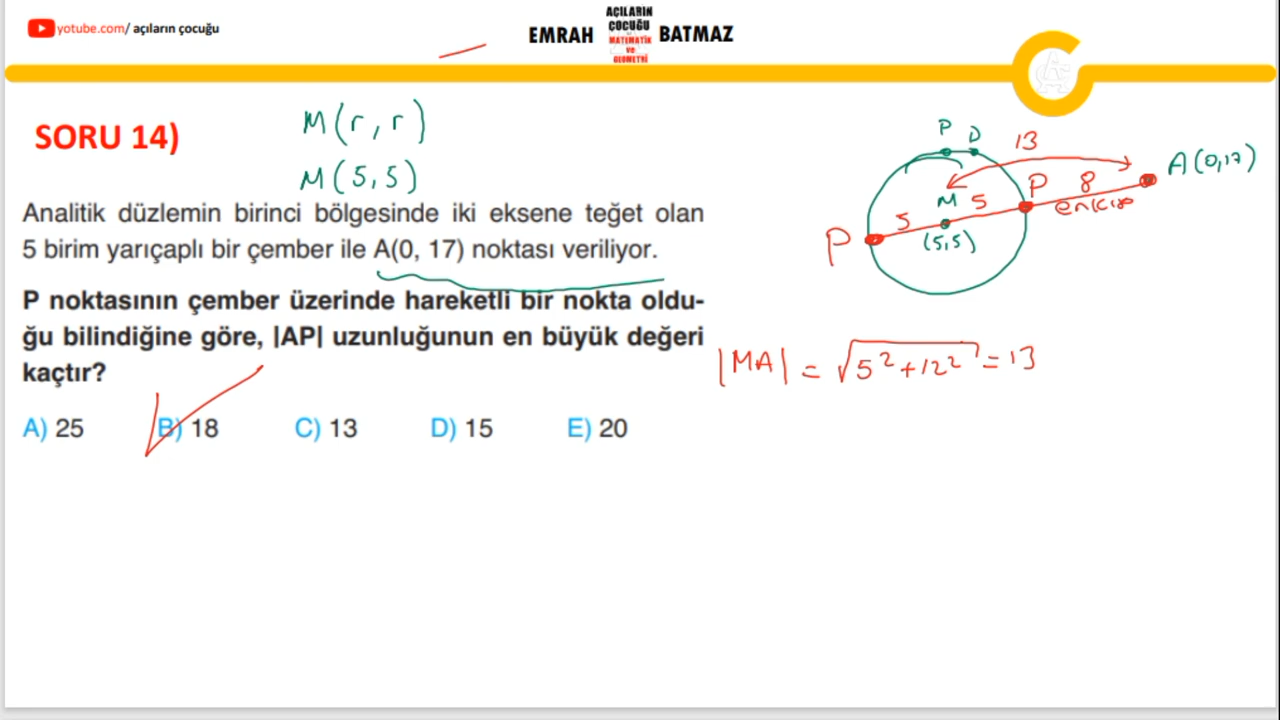 yotube.com/ açıların çocuğu
EMRAH
AÇILARIN
ÇOCUĞU
MATEMATİK
ve
GEOMETRİ
BATMAZ
SORU 14)
M(r,r)
M(5,5)
Analitik düzlemin birinci bölgesinde iki eksene teğet olan
5 birim yarıçaplı bir çember ile A(0, 17) noktası veriliyor.
P noktasının çember üzerinde hareketli bir nokta oldu-
ğu bilindiğine göre, |AP| uzunluğunun en büyük değeri
kaçtır?
A) 25 B) 18 C) 13 D) 15 E) 20
P D
13
A(0,17)
M
5
5
P
8
P
(5,5)
|MA| = √5²+12² = 13